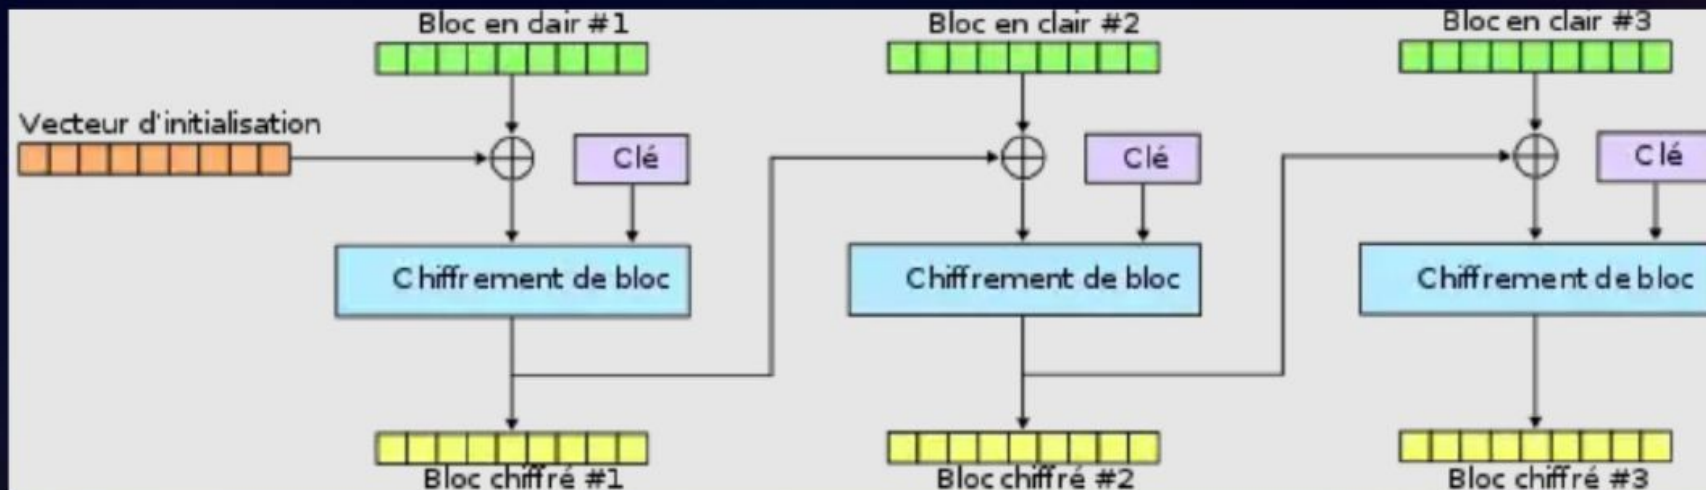 Bloc en clair #1
Bloc en clair #2
Bloc en clair #3
Vecteur d'initialisation
Clé
Clé
Clé
Chiffrement de bloc
Chiffrement de bloc
Chiffrement de bloc
Bloc chiffré #1
Bloc chiffré #2
Bloc chiffré #3